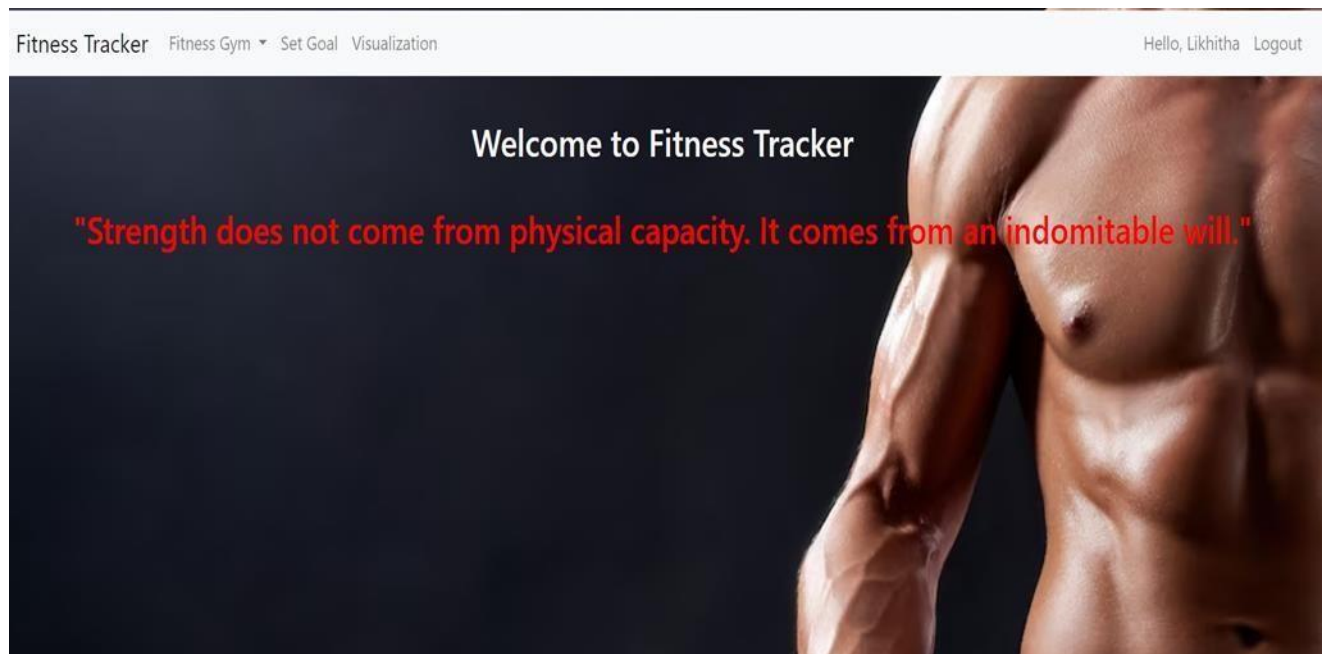 Fitness Tracker Fitness Gym Set Goal Visualization Hello, Likhitha Logout
Welcome to Fitness Tracker
"Strength does not come from physical capacity. It comes from an indomitable will."